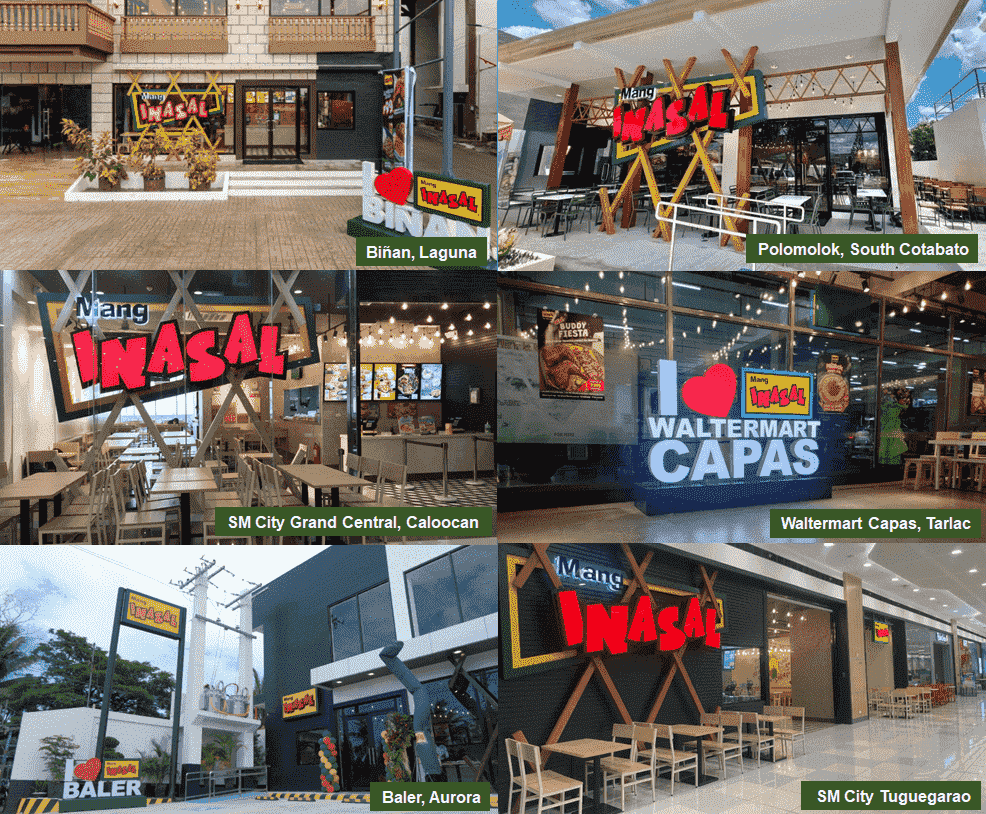 Mang
INASAL
I
Mang
INASAL
BIÑAN
Biñan, Laguna
Mang
INASAL
Polomolok, South Cotabato
Mang
INASAL
SM City Grand Central, Caloocan
BUDDY
FIESTA
I
Mang
INASAL
WALTERMART
CAPAS
Waltermart Capas, Tarlac
Mang
INASAL
INASAL
I
INASAL
BALER
Baler, Aurora
Mang
INASAL
SM City Tuguegarao